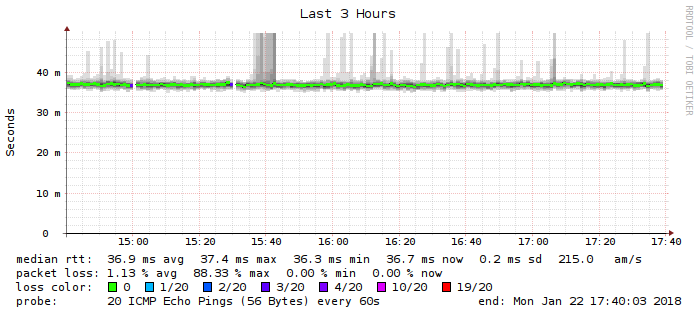 Last 3 Hours
RRDTOOL / TOBI OETIKER
Seconds
40 m
30 m
20 m
10 m
0
15:00 15:20 15:40 16:00 16:20 16:40 17:00 17:20 17:40
median rtt: 36.9 ms avg 37.4 ms max 36.3 ms min 36.7 ms now 0.2 ms sd 215.0 am/s
packet loss: 1.13 % avg 88.33 % max 0.00 % min 0.00 % now
loss color: 0 1/20 2/20 3/20 4/20 10/20 19/20
probe: 20 ICMP Echo Pings (56 Bytes) every 60s end: Mon Jan 22 17:40:03 2018